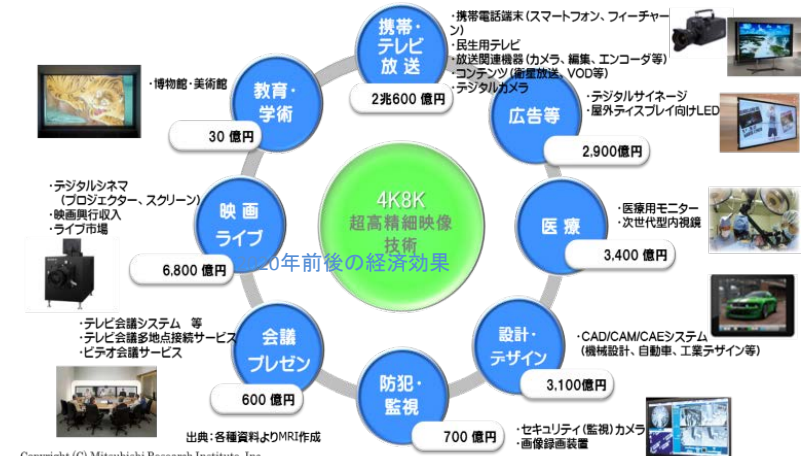 携帯・
テレビ
放送
2兆600億円
・携帯電話端末(スマートフォン、フィーチャー
ン)
・民生用テレビ
・放送関連機器(カメラ、編集、エンコーダ等)
・コンテンツ(衛星放送、VOD等)
・デジタルカメラ
広告等
2,900億円
・デジタルサイネージ
・屋外ディスプレイ向けLED
医療
3,400億円
・医療用モニター
・次世代型内視鏡
設計・
デザイン
3,100億円
・CAD/CAM/CAEシステム
(機械設計、自動車、工業デザイン等)
防犯・
監視
700億円
・セキュリティ(監視)カメラ
・画像録画装置
会議
プレゼン
600億円
・テレビ会議システム 等
・テレビ会議多地点接続サービス
・ビデオ会議サービス
映画
ライブ
6,800億円
・デジタルシネマ
(プロジェクター、スクリーン)
・映画興行収入
・ライブ市場
教育・
学術
30億円
・博物館・美術館
4K8K
超高精細映像
技術
20年前後の経済効果
出典:各種資料よりMRI作成
Copyright (C) Mitsubishi Research Institute, Inc.